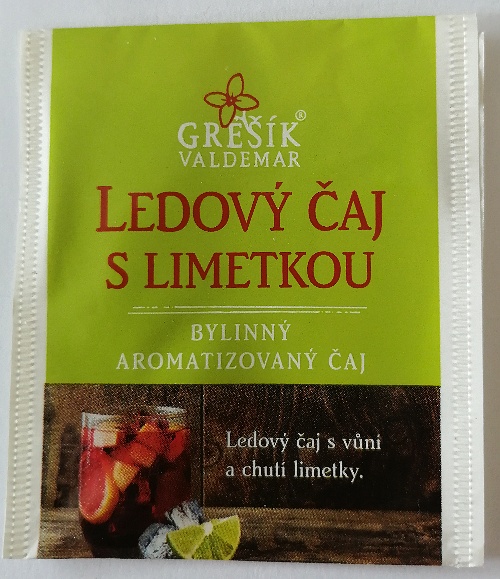 GREŠÍK®
VALDEMAR
LEDOVÝ ČAJ
S LIMETKOU
BYLINNÝ
AROMATIZOVANÝ ČAJ
Ledový čaj s vůní
a chutí limetky.